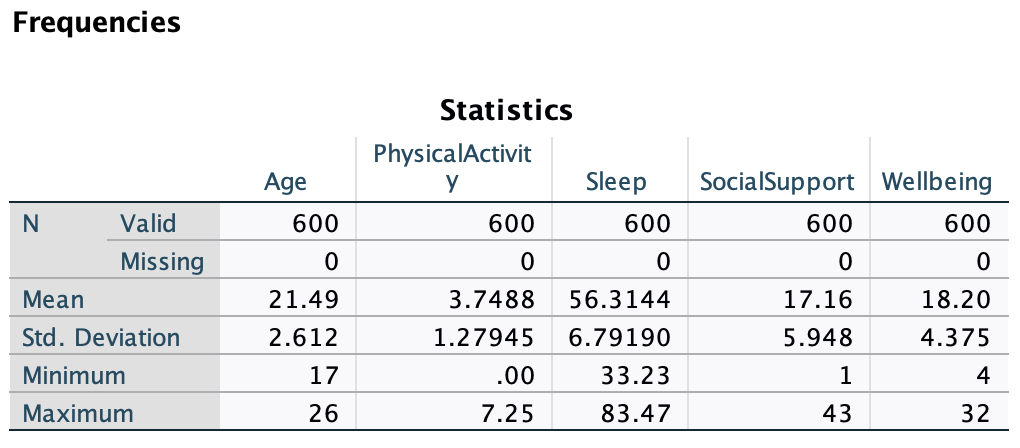 Frequencies
Statistics
PhysicalActivit
Age y Sleep SocialSupport Wellbeing
N Valid 600 600 600 600 600
Missing 0 0 0 0 0
Mean 21.49 3.7488 56.3144 17.16 18.20
Std. Deviation 2.612 1.27945 6.79190 5.948 4.375
Minimum 17 .00 33.23 1 4
Maximum 26 7.25 83.47 43 32